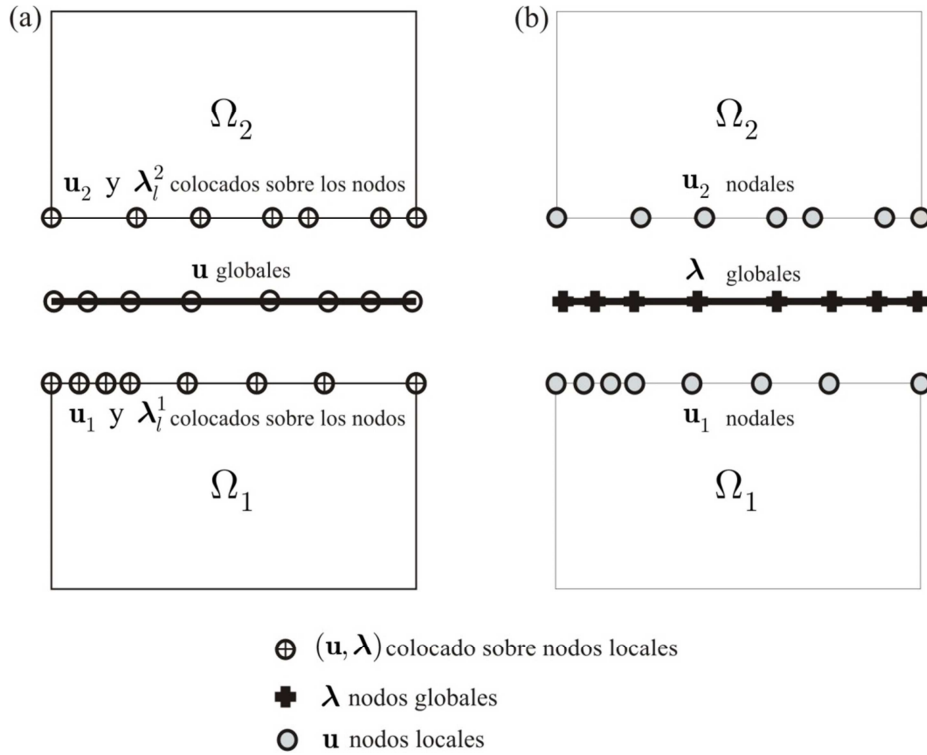 (a)
Ω₂
u₂ y λₗ² colocados sobre los nodos
u globales
u₁ y λₗ¹ colocados sobre los nodos
Ω₁
(b)
Ω₂
u₂ nodales
λ globales
u₁ nodales
Ω₁
(u, λ) colocado sobre nodos locales
λ nodos globales
u nodos locales